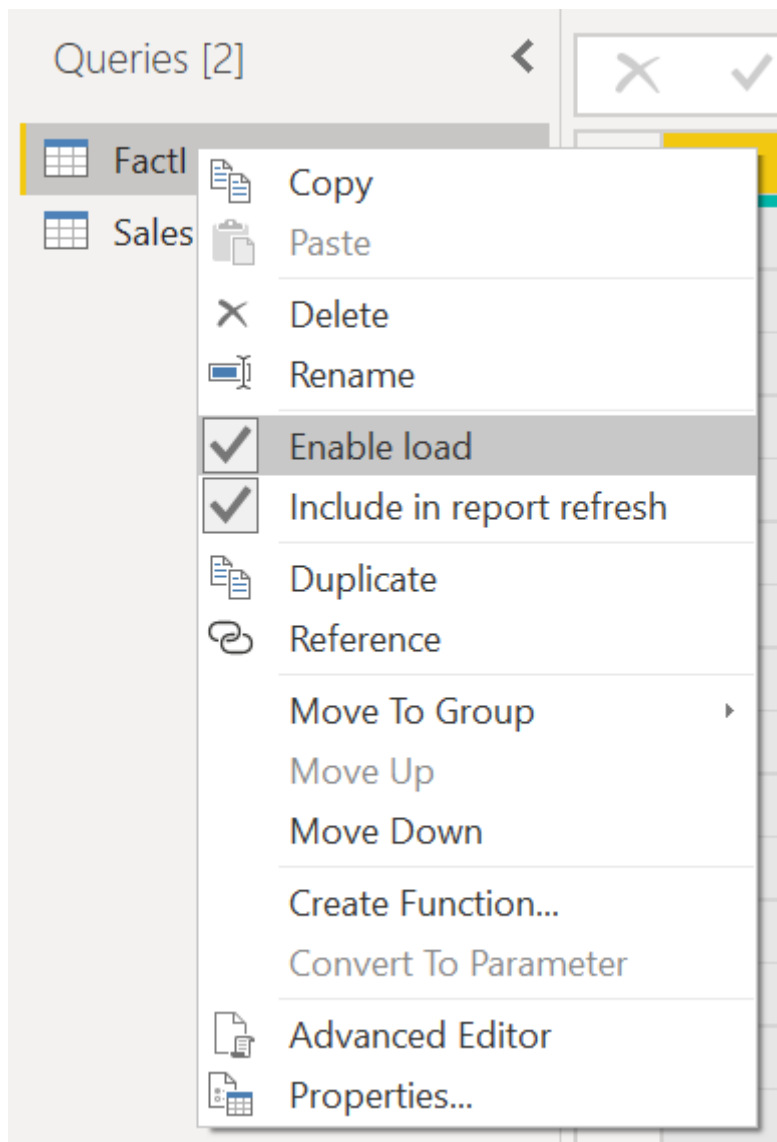 Queries [2]
FactI
Sales
Copy
Paste
Delete
Rename
Enable load
Include in report refresh
Duplicate
Reference
Move To Group
Move Up
Move Down
Create Function...
Convert To Parameter
Advanced Editor
Properties...